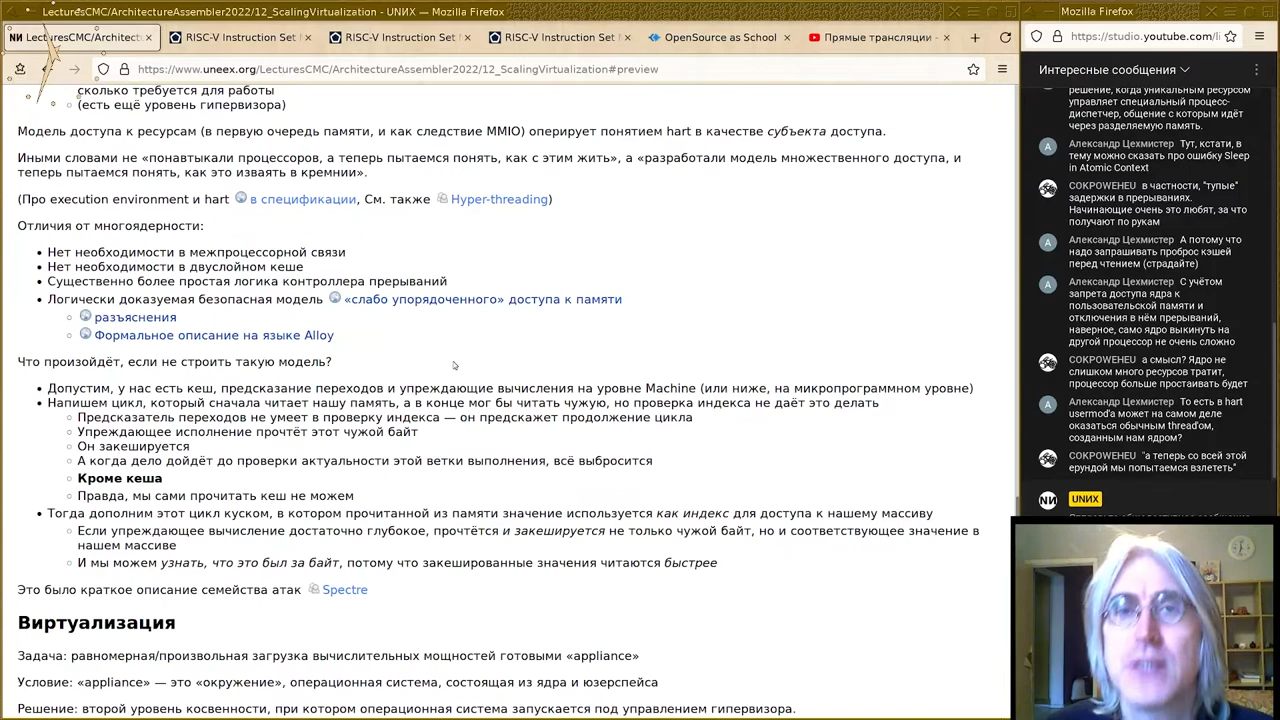 LecturesCMC/ArchitectureAssembler2022/12_ScalingVirtualization - UNИX — Mozilla Firefox
Mozilla Firefox
LecturesCMC/Architect
RISC-V Instruction Set
RISC-V Instruction Set
RISC-V Instruction Set
OpenSource as School
Прямые трансляции -
https://studio.youtube.com/li
https://www.uneex.org/LecturesCMC/ArchitectureAssembler2022/12_ScalingVirtualization#preview
сколько требуется для работы
(есть ещё уровень гипервизора)
Модель доступа к ресурсам (в первую очередь памяти, и как следствие MMIO) оперирует понятием hart в качестве субъекта доступа.
Иными словами не «понавтыкали процессоров, а теперь пытаемся понять, как с этим жить», а «разработали модель множественного доступа, и
теперь пытаемся понять, как это изваять в кремнии».
(Про execution environment и hart в спецификации, См. также Hyper-threading)
Отличия от многоядерности:
Нет необходимости в межпроцессорной связи
Нет необходимости в двуслойном кеше
Существенно более простая логика контроллера прерываний
Логически доказуемая безопасная модель «слабо упорядоченного» доступа к памяти
разъяснения
Формальное описание на языке Alloy
Что произойдёт, если не строить такую модель?
Допустим, у нас есть кеш, предсказание переходов и упреждающие вычисления на уровне Machine (или ниже, на микропрограммном уровне)
Напишем цикл, который сначала читает нашу память, а в конце мог бы читать чужую, но проверка индекса не даёт это делать
Предсказатель переходов не умеет в проверку индекса — он предскажет продолжение цикла
Упреждающее исполнение прочтёт этот чужой байт
Он закешируется
А когда дело дойдёт до проверки актуальности этой ветки выполнения, всё выбросится
Кроме кеша
Правда, мы сами прочитать кеш не можем
Тогда дополним этот цикл куском, в котором прочитанной из памяти значение используется как индекс для доступа к нашему массиву
Если упреждающее вычисление достаточно глубокое, прочтётся и закешируется не только чужой байт, но и соответствующее значение в
нашем массиве
И мы можем узнать, что это был за байт, потому что закешированные значения читаются быстрее
Это было краткое описание семейства атак Spectre
Виртуализация
Задача: равномерная/произвольная загрузка вычислительных мощностей готовыми «appliance»
Условие: «appliance» — это «окружение», операционная система, состоящая из ядра и юзерспейса
Решение: второй уровень косвенности, при котором операционная система запускается под управлением гипервизора.
Интересные сообщения
решение, когда уникальным ресурсом
управляет специальный процесс-
диспетчер, общение с которым идёт
через разделяемую память.
Александр Цехмистер Тут, кстати, в
тему можно сказать про ошибку Sleep
in Atomic Context
COKPOWEHEU в частности, "тупые"
задержки в прерываниях.
Начинающие очень это любят, за что
получают по рукам
Александр Цехмистер А потому что
надо запрашивать проброс кэшей
перед чтением (страдайте)
Александр Цехмистер С учётом
запрета доступа ядра к
пользовательской памяти и
отключения в нём прерываний,
наверное, само ядро выкинуть на
другой процессор не очень сложно
COKPOWEHEU а смысл? Ядро не
слишком много ресурсов тратит,
процессор больше простаивать будет
Александр Цехмистер То есть в hart
usermod'a может на самом деле
оказаться обычным thread'ом,
созданным нам ядром?
COKPOWEHEU "а теперь со всей этой
ерундой мы попытаемся взлететь"
UNИX